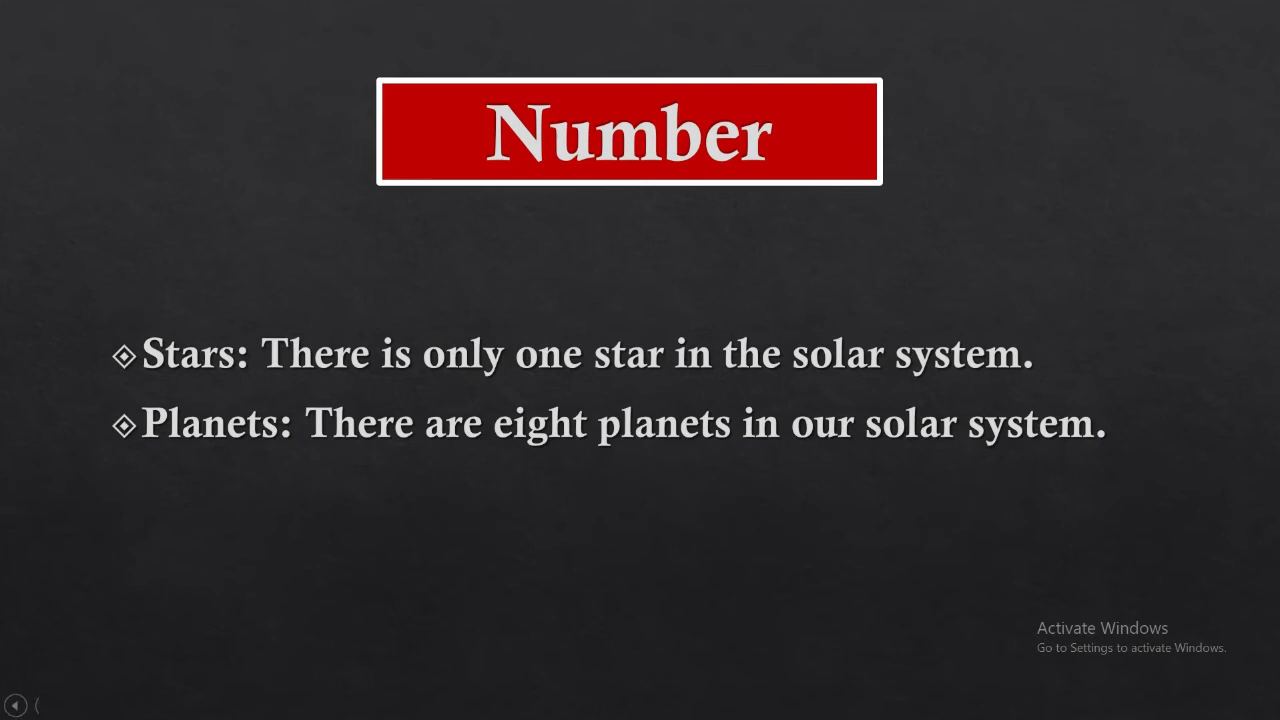 Number
Stars: There is only one star in the solar system.
Planets: There are eight planets in our solar system.
Activate Windows
Go to Settings to activate Windows.